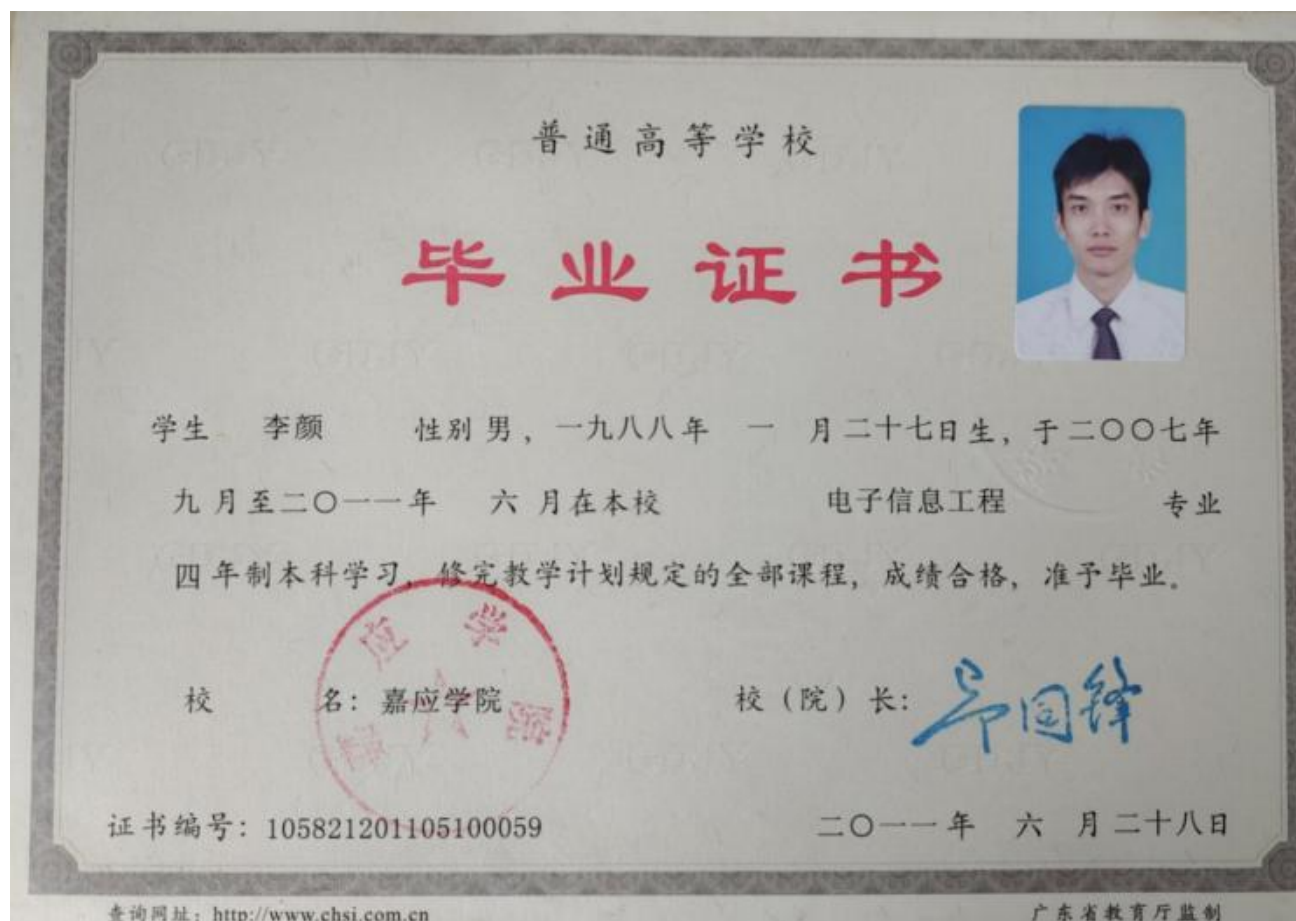 普通高等学校
毕业证书
学生 李颜 性别 男，一九八八年 一 月二十七日生，于二〇〇七年
九 月至二〇一一年 六 月在本校 电子信息工程 专业
四 年制本科学习，修完教学计划规定的全部课程，成绩合格，准予毕业。
校 名：嘉应学院 校（院）长：
嘉应学院
证书编号：105821201105100059 二〇一一年 六 月二十八日
查询网址：http://www.chsi.com.cn 广东省教育厅监制